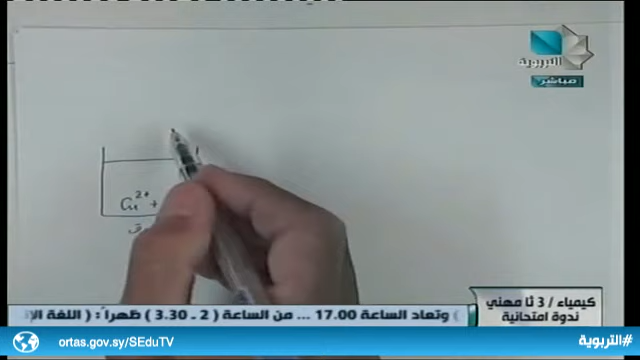 التربوية
مباشر
Cu²⁺ +
كيمياء / 3 ثا مهني
ندوة امتحانية
) وتعاد الساعة 17.00 ... من الساعة ( 2 - 3.30 ) ظهراً : ( اللغة الإن
ortas.gov.sy/SEduTV
#التربوية